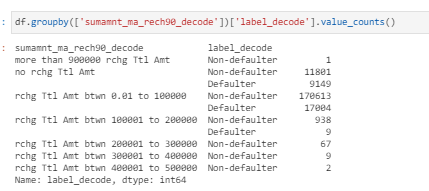 : df.groupby(['sumamnt_ma_rech90_decode'])['label_decode'].value_counts()
: sumamnt_ma_rech90_decode label_decode
more than 900000 rchg Ttl Amt Non-defaulter 1
no rchg Ttl Amt Non-defaulter 11801
Defaulter 9149
rchg Ttl Amt btwn 0.01 to 100000 Non-defaulter 170613
Defaulter 17004
rchg Ttl Amt btwn 100001 to 200000 Non-defaulter 938
Defaulter 9
rchg Ttl Amt btwn 200001 to 300000 Non-defaulter 67
rchg Ttl Amt btwn 300001 to 400000 Non-defaulter 9
rchg Ttl Amt btwn 400001 to 500000 Non-defaulter 2
Name: label_decode, dtype: int64